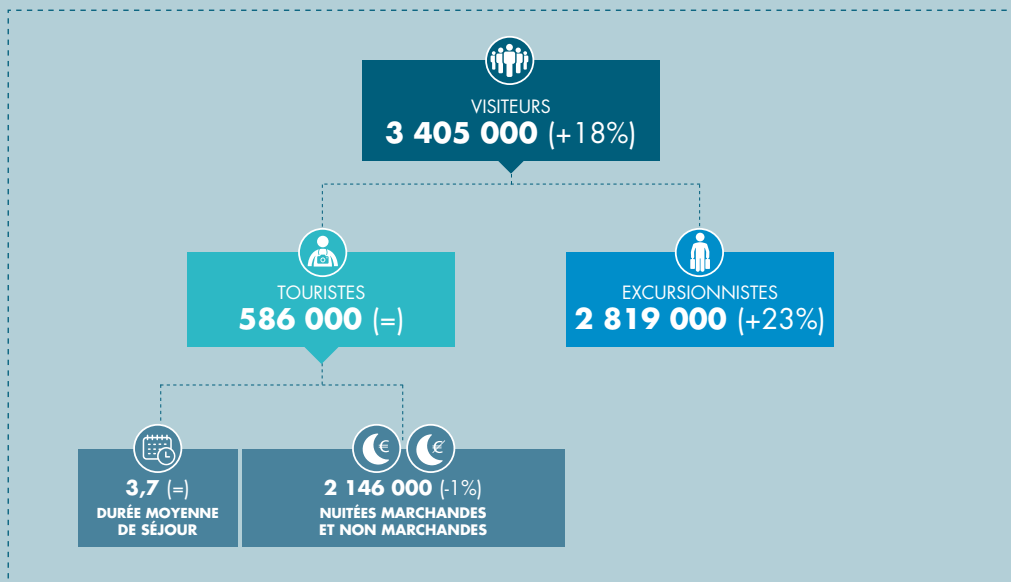 VISITEURS
3 405 000 (+18%)
TOURISTES
586 000 (=)
EXCURSIONNISTES
2 819 000 (+23%)
3,7 (=)
DURÉE MOYENNE
DE SÉJOUR
€ €
2 146 000 (-1%)
NUITÉES MARCHANDES
ET NON MARCHANDES